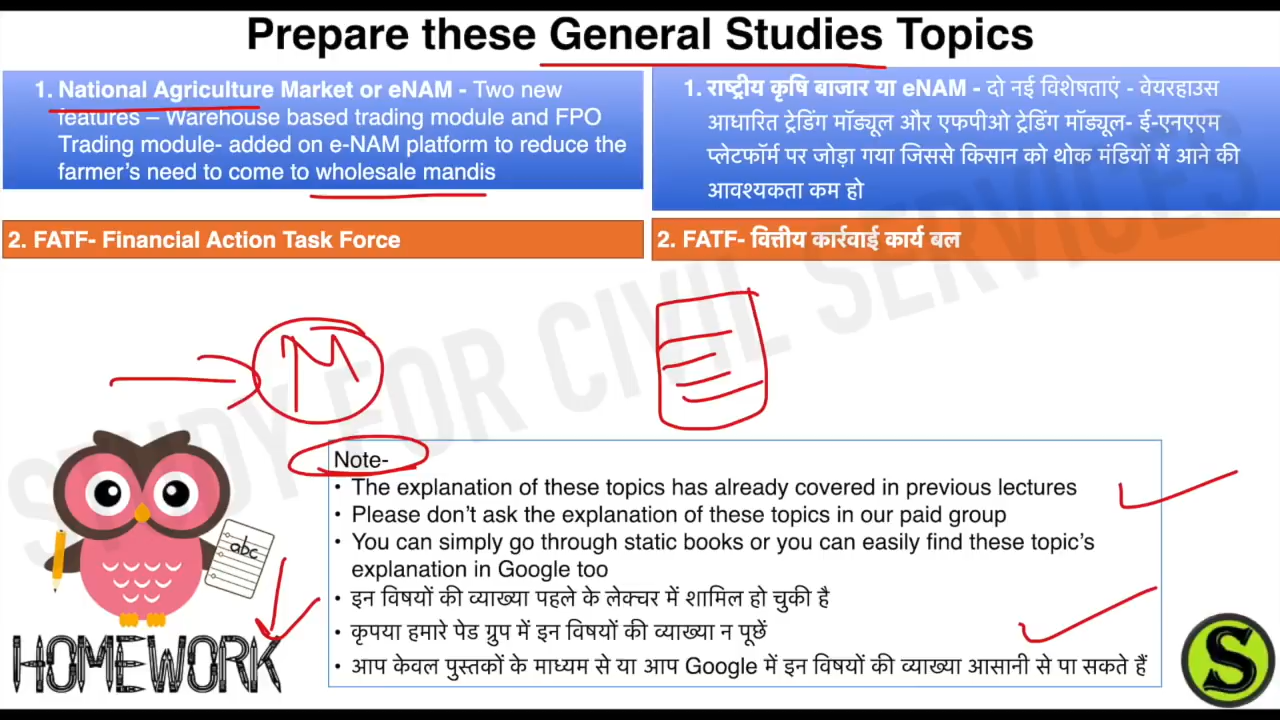 Prepare these General Studies Topics
1. National Agriculture Market or eNAM - Two new
features – Warehouse based trading module and FPO
Trading module- added on e-NAM platform to reduce the
farmer's need to come to wholesale mandis
1. राष्ट्रीय कृषि बाजार या eNAM - दो नई विशेषताएं - वेयरहाउस
आधारित ट्रेडिंग मॉड्यूल और एफपीओ ट्रेडिंग मॉड्यूल- ई-एनएएम
प्लेटफॉर्म पर जोड़ा गया जिससे किसान को थोक मंडियों में आने की
आवश्यकता कम हो
2. FATF- Financial Action Task Force
2. FATF- वित्तीय कार्रवाई कार्य बल
STUDY FOR CIVIL SERVICES
M
Note-
• The explanation of these topics has already covered in previous lectures
• Please don't ask the explanation of these topics in our paid group
• You can simply go through static books or you can easily find these topic's
explanation in Google too
• इन विषयों की व्याख्या पहले के लेक्चर में शामिल हो चुकी है
• कृपया हमारे पेड ग्रुप में इन विषयों की व्याख्या न पूछें
• आप केवल पुस्तकों के माध्यम से या आप Google में इन विषयों की व्याख्या आसानी से पा सकते हैं
abc
HOMEWORK
S